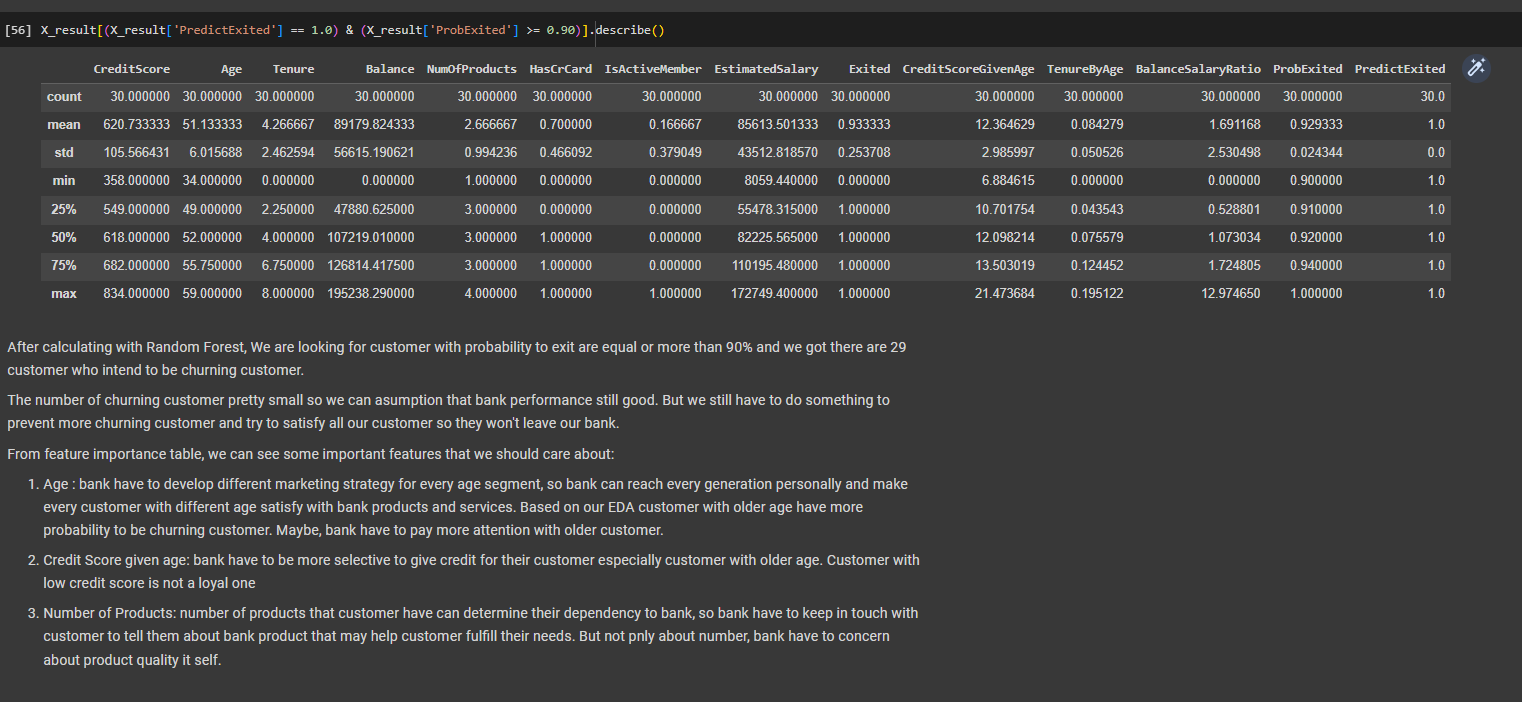 [56] X_result[(X_result['PredictExited'] == 1.0) & (X_result['ProbExited'] >= 0.90)].describe()
CreditScore Age Tenure Balance NumOfProducts HasCrCard IsActiveMember EstimatedSalary Exited CreditScoreGivenAge TenureByAge BalanceSalaryRatio ProbExited PredictExited
count 30.000000 30.000000 30.000000 30.000000 30.000000 30.000000 30.000000 30.000000 30.000000 30.000000 30.000000 30.000000 30.000000 30.0
mean 620.733333 51.133333 4.266667 89179.824333 2.666667 0.700000 0.166667 85613.501333 0.933333 12.364629 0.084279 1.691168 0.929333 1.0
std 105.566431 6.015688 2.462594 56615.190621 0.994236 0.466092 0.379049 43512.818570 0.253708 2.985997 0.050526 2.530498 0.024344 0.0
min 358.000000 34.000000 0.000000 0.000000 1.000000 0.000000 0.000000 8059.440000 0.000000 6.884615 0.000000 0.000000 0.900000 1.0
25% 549.000000 49.000000 2.250000 47880.625000 3.000000 0.000000 0.000000 55478.315000 1.000000 10.701754 0.043543 0.528801 0.910000 1.0
50% 618.000000 52.000000 4.000000 107219.010000 3.000000 1.000000 0.000000 82225.565000 1.000000 12.098214 0.075579 1.073034 0.920000 1.0
75% 682.000000 55.750000 6.750000 126814.417500 3.000000 1.000000 0.000000 110195.480000 1.000000 13.503019 0.124452 1.724805 0.940000 1.0
max 834.000000 59.000000 8.000000 195238.290000 4.000000 1.000000 1.000000 172749.400000 1.000000 21.473684 0.195122 12.974650 1.000000 1.0
After calculating with Random Forest, We are looking for customer with probability to exit are equal or more than 90% and we got there are 29
customer who intend to be churning customer.
The number of churning customer pretty small so we can asumption that bank performance still good. But we still have to do something to
prevent more churning customer and try to satisfy all our customer so they won't leave our bank.
From feature importance table, we can see some important features that we should care about:
1. Age : bank have to develop different marketing strategy for every age segment, so bank can reach every generation personally and make
every customer with different age satisfy with bank products and services. Based on our EDA customer with older age have more
probability to be churning customer. Maybe, bank have to pay more attention with older customer.
2. Credit Score given age: bank have to be more selective to give credit for their customer especially customer with older age. Customer with
low credit score is not a loyal one
3. Number of Products: number of products that customer have can determine their dependency to bank, so bank have to keep in touch with
customer to tell them about bank product that may help customer fulfill their needs. But not pnly about number, bank have to concern
about product quality it self.